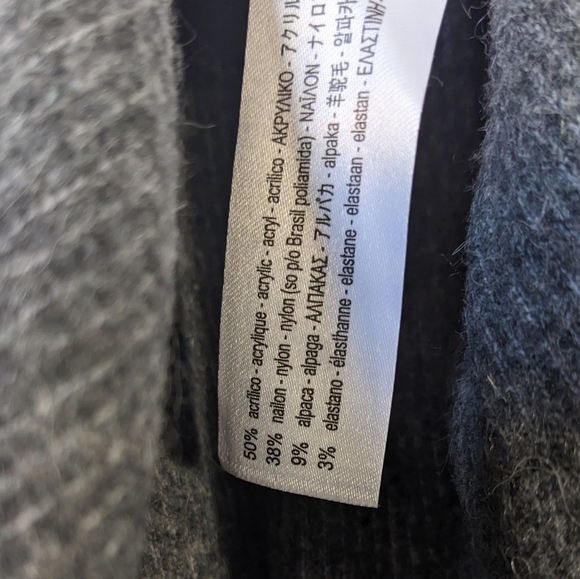 50% acrílico - acrylique - acrylic - acryl - acrilico - ΑΚΡΥΛΙΚΟ - アクリル
38% nailon - nylon - nylon (so p/o Brasil poliamida) - ΝΑΪΛΟΝ - ナイロ
9% alpaca - alpaga - ΑΛΠΑΚΑΣ - アルパカ - alpaka - 羊驼毛 - 알파카
3% elastano - élasthanne - elastane - elastaan - elastan - ΕΛΑΣΤΙΝΗ